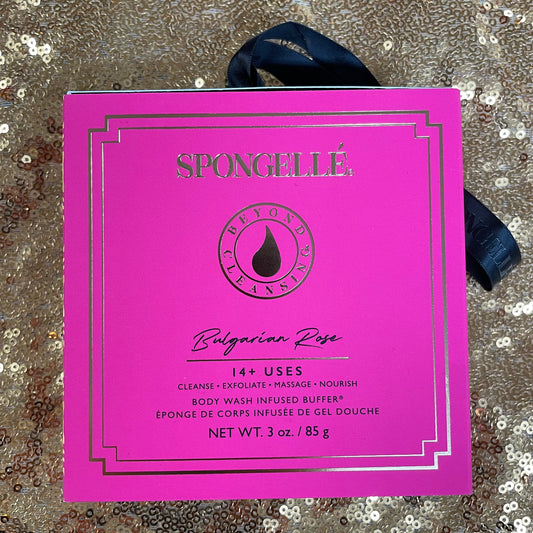 SPONGELLÉ.
BEYOND CLEANSING
Bulgarian Rose
14+ USES
CLEANSE • EXFOLIATE • MASSAGE • NOURISH
BODY WASH INFUSED BUFFER®
ÉPONGE DE CORPS INFUSÉE DE GEL DOUCHE
NET WT. 3 oz. / 85 g